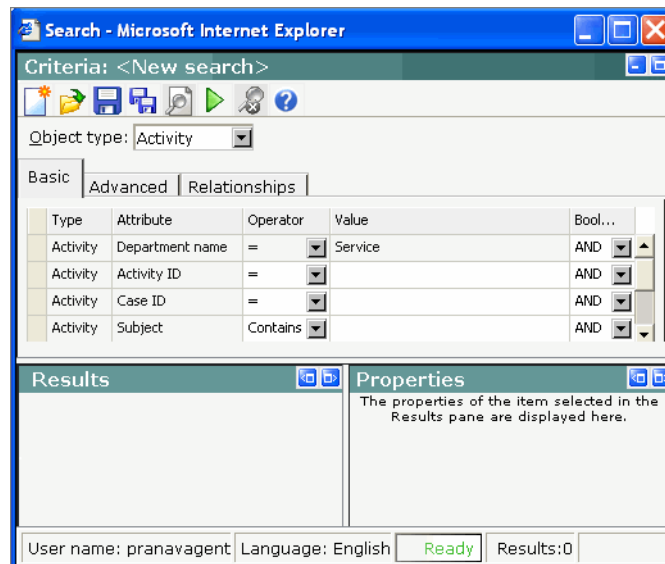 Search - Microsoft Internet Explorer
Criteria: <New search>
Object type: Activity
Basic Advanced Relationships
Type Attribute Operator Value Bool...
Activity Department name = Service AND
Activity Activity ID = AND
Activity Case ID = AND
Activity Subject Contains AND
Results Properties
The properties of the item selected in the
Results pane are displayed here.
User name: pranavagent Language: English Ready Results:0